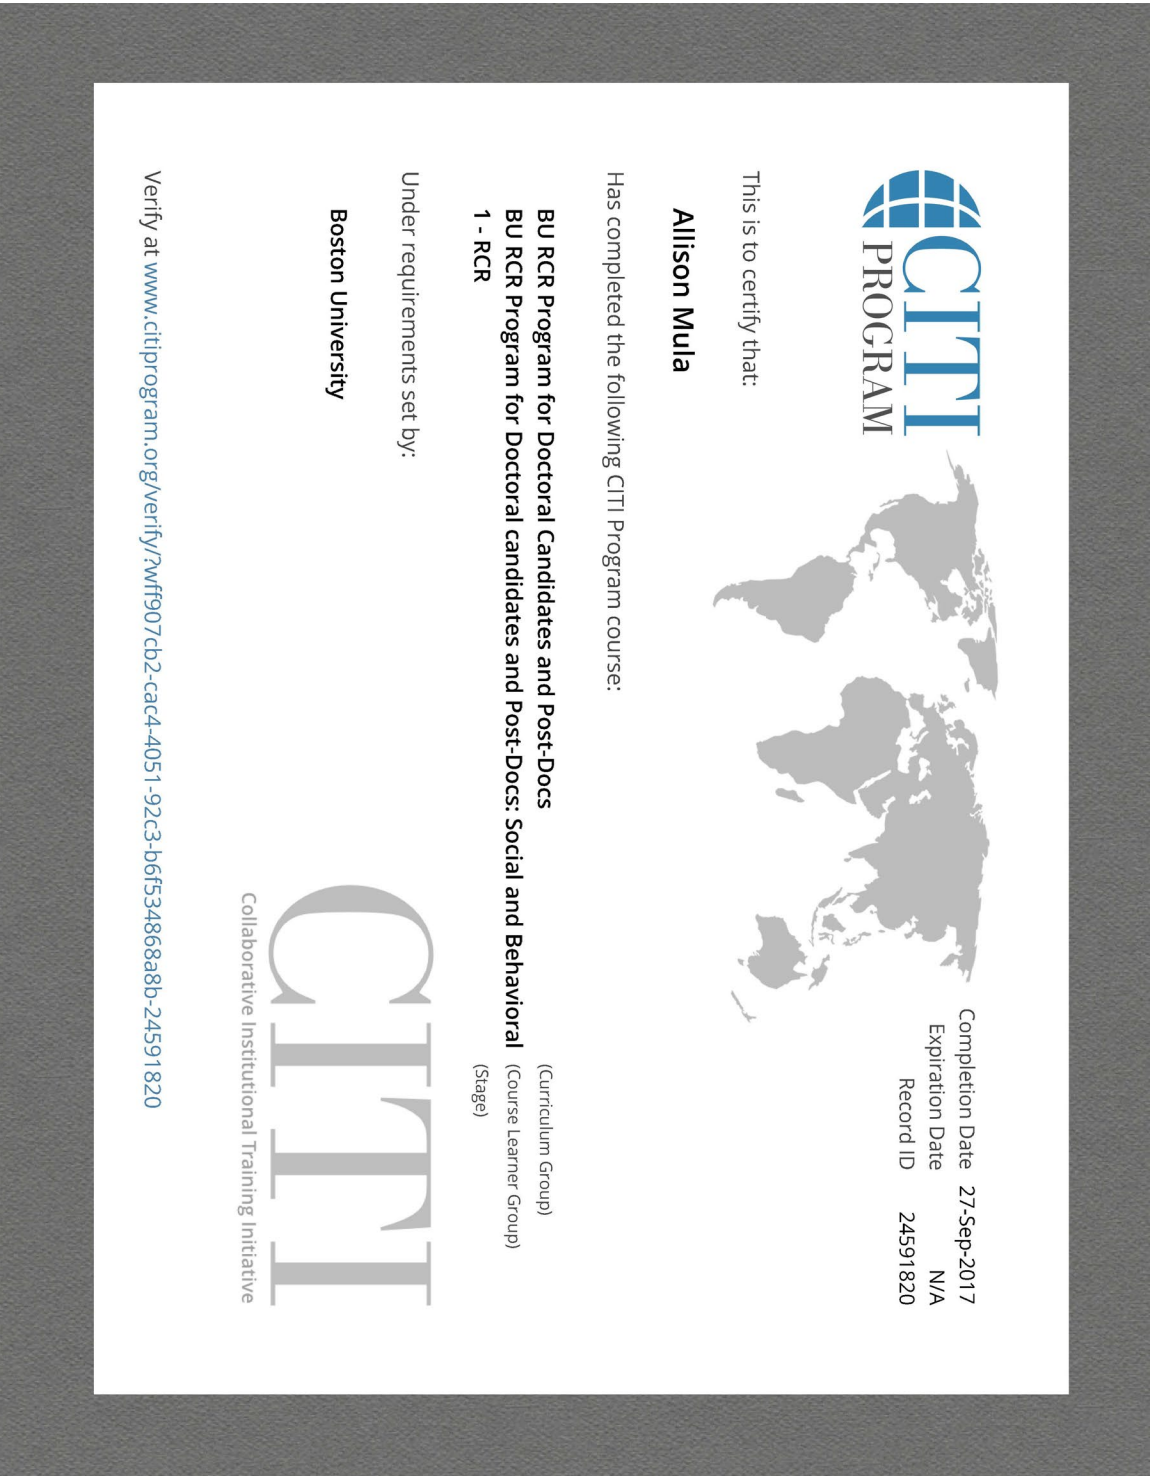 CITI
PROGRAM
Completion Date 27-Sep-2017
Expiration Date N/A
Record ID 24591820
This is to certify that:
Allison Mula
Has completed the following CITI Program course:
BU RCR Program for Doctoral Candidates and Post-Docs (Curriculum Group)
BU RCR Program for Doctoral candidates and Post-Docs: Social and Behavioral (Course Learner Group)
1 - RCR (Stage)
Under requirements set by:
Boston University
CITI
Collaborative Institutional Training Initiative
Verify at www.citiprogram.org/verify/?wff907cb2-cac4-4051-92c3-b6f534868a8b-24591820